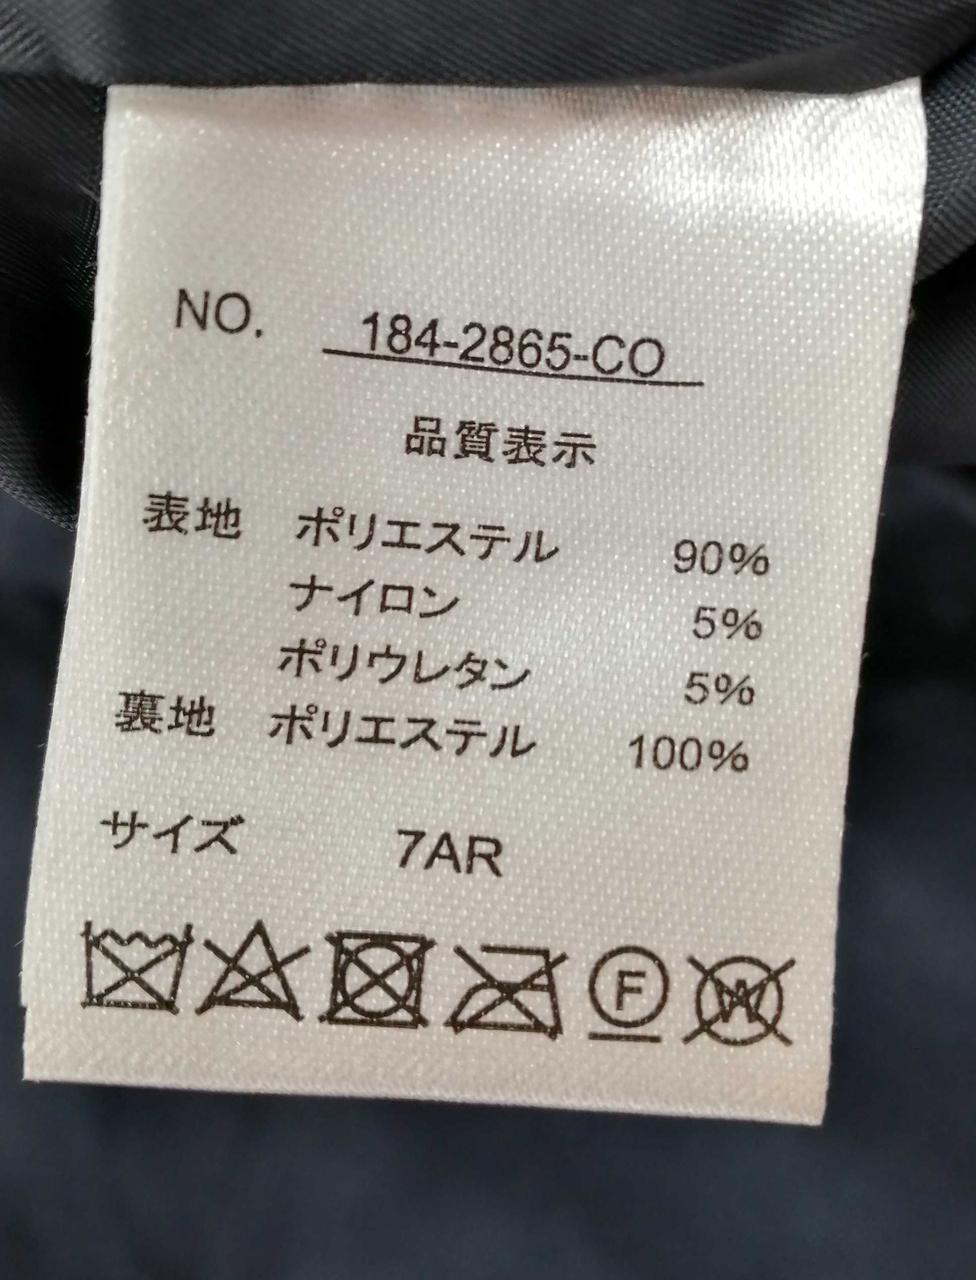 NO. 184-2865-CO
品質表示
表地 ポリエステル 90%
ナイロン 5%
ポリウレタン 5%
裏地 ポリエステル 100%
サイズ 7AR
F W